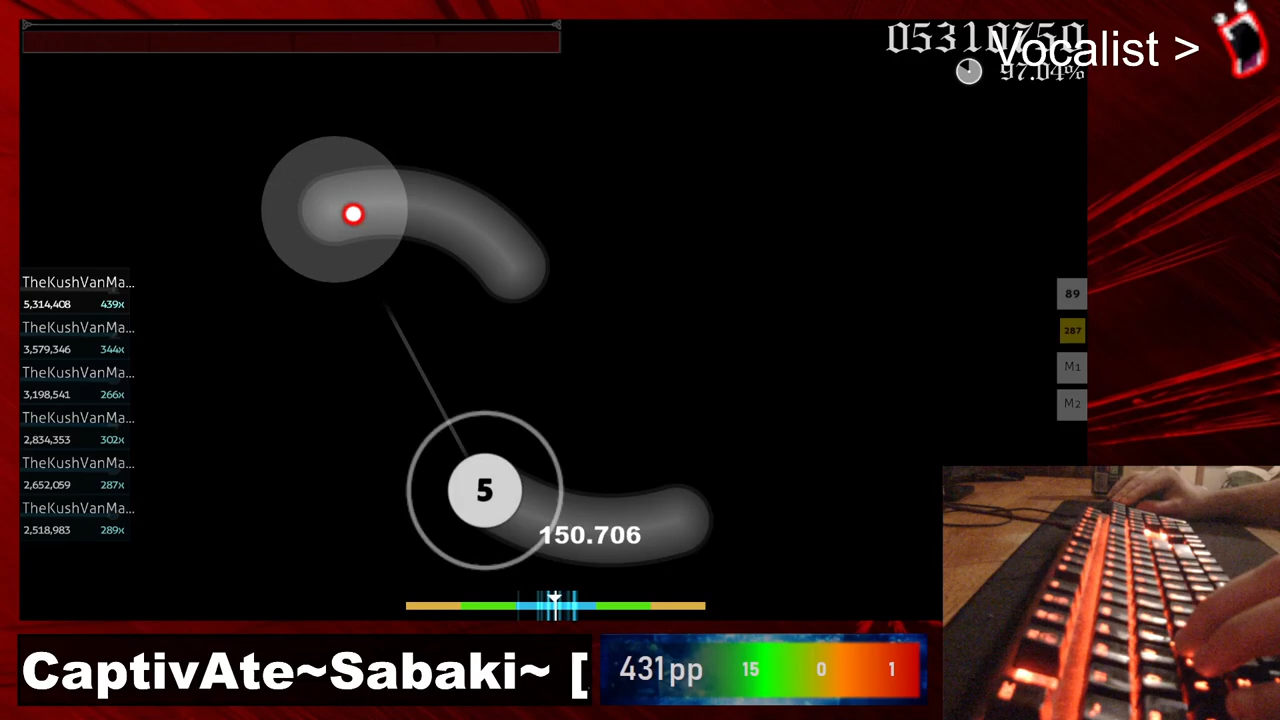 05310750
Vocalist >
97.04%
TheKushVanMa...
5,314,408 439x
TheKushVanMa...
3,579,346 344x
TheKushVanMa...
3,198,541 266x
TheKushVanMa...
2,834,353 302x
TheKushVanMa...
2,652,059 287x
TheKushVanMa...
2,518,983 289x
89
287
M1
M2
5
150.706
CaptivAte~Sabaki~ [
431pp 15 0 1